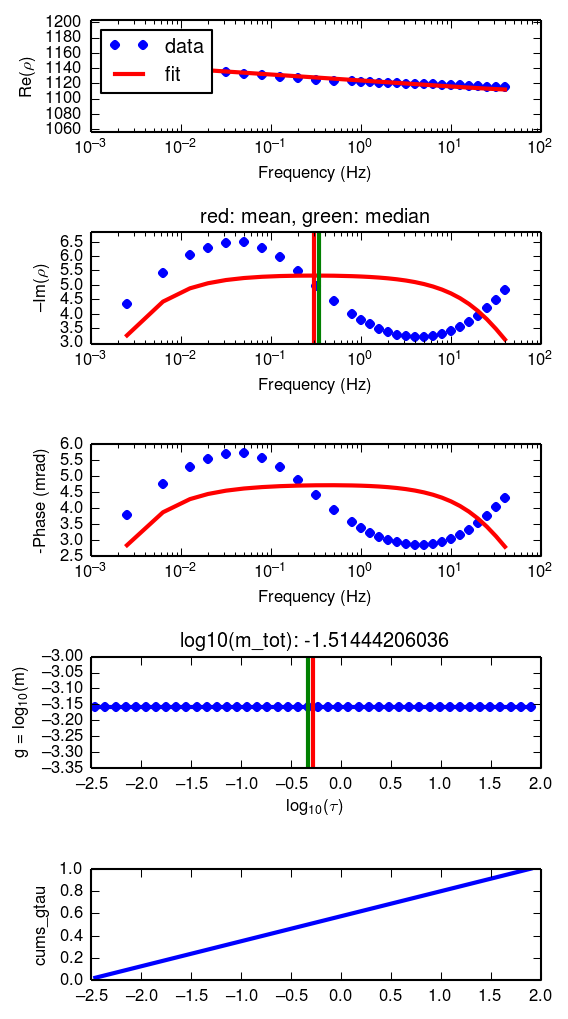 1200
1180
1160
1140
1120
1100
1080
1060
Re(ρ)
data
fit
10⁻³ 10⁻² 10⁻¹ 10⁰ 10¹ 10²
Frequency (Hz)
red: mean, green: median
6.5
6.0
5.5
5.0
4.5
4.0
3.5
3.0
−Im(ρ)
10⁻³ 10⁻² 10⁻¹ 10⁰ 10¹ 10²
Frequency (Hz)
6.0
5.5
5.0
4.5
4.0
3.5
3.0
2.5
-Phase (mrad)
10⁻³ 10⁻² 10⁻¹ 10⁰ 10¹ 10²
Frequency (Hz)
log10(m_tot): -1.51444206036
−3.00
−3.05
−3.10
−3.15
−3.20
−3.25
−3.30
−3.35
g = log₁₀(m)
−2.5 −2.0 −1.5 −1.0 −0.5 0.0 0.5 1.0 1.5 2.0
log₁₀(τ)
1.0
0.8
0.6
0.4
0.2
0.0
cums_gtau
−2.5 −2.0 −1.5 −1.0 −0.5 0.0 0.5 1.0 1.5 2.0